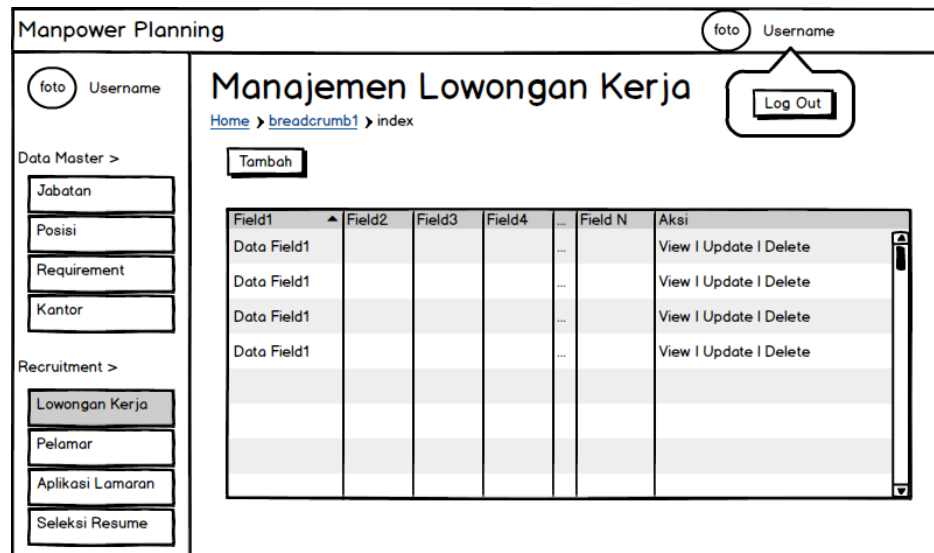 Manpower Planning
foto Username
foto Username
Data Master >
Jabatan
Posisi
Requirement
Kantor
Recruitment >
Lowongan Kerja
Pelamar
Aplikasi Lamaran
Seleksi Resume
Manajemen Lowongan Kerja
Log Out
Home > breadcrumb1 > index
Tambah
Field1 Field2 Field3 Field4 ... Field N Aksi
Data Field1 ... View | Update | Delete
Data Field1 ... View | Update | Delete
Data Field1 ... View | Update | Delete
Data Field1 ... View | Update | Delete